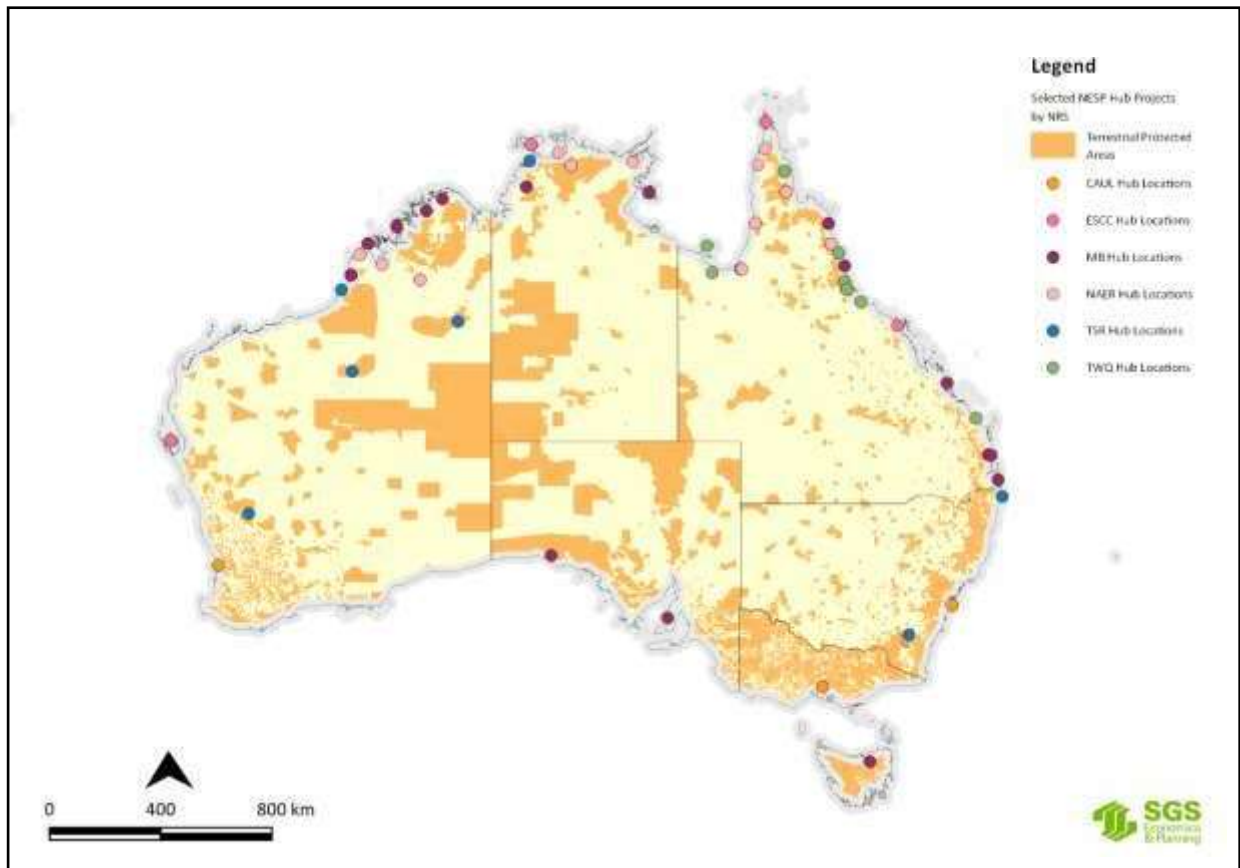 Legend
Selected NESP Hub Projects
by NRS
Terrestrial Protected
Areas
CAUL Hub Locations
ESCC Hub Locations
MB Hub Locations
NAER Hub Locations
TSR Hub Locations
TWQ Hub Locations
0 400 800 km
SGS
Economics
& Planning